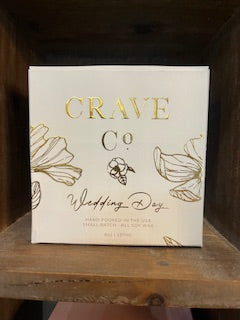 CRAVE
Co
Wedding Day
HAND POURED IN THE USA
SMALL BATCH - ALL SOY WAX